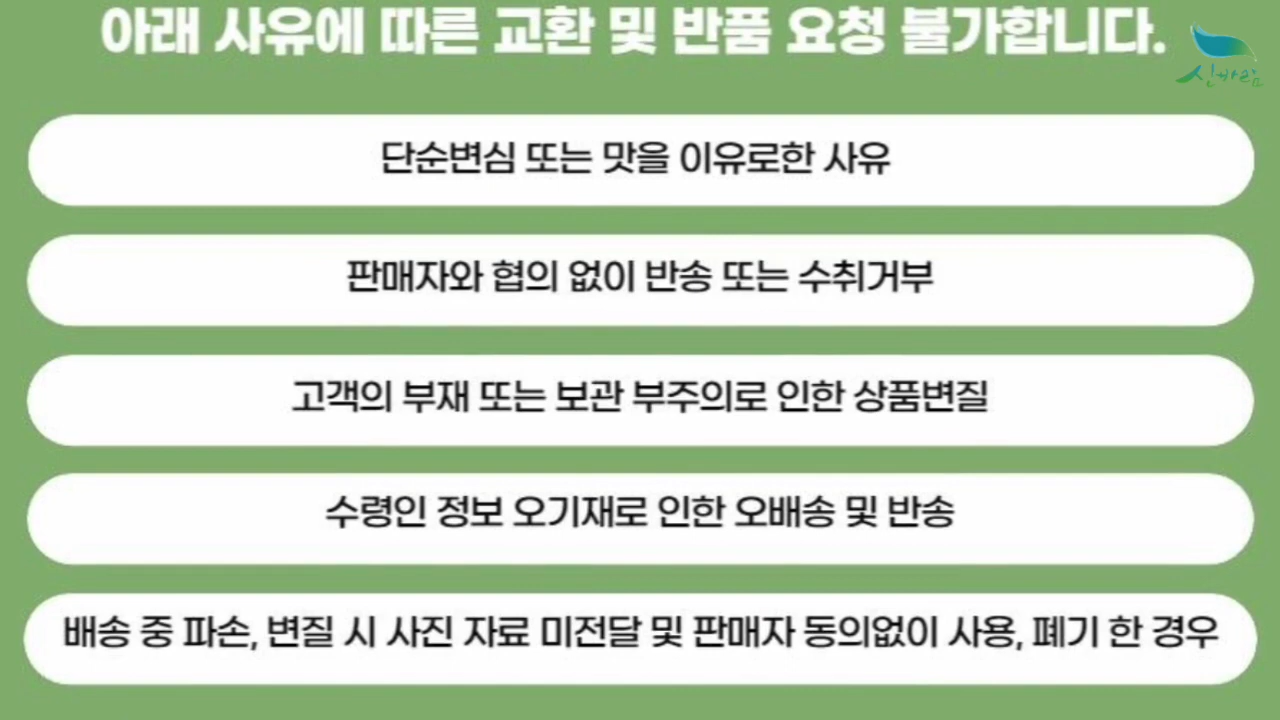 아래 사유에 따른 교환 및 반품 요청 불가합니다.
신바람
단순변심 또는 맛을 이유로한 사유
판매자와 협의 없이 반송 또는 수취거부
고객의 부재 또는 보관 부주의로 인한 상품변질
수령인 정보 오기재로 인한 오배송 및 반송
배송 중 파손, 변질 시 사진 자료 미전달 및 판매자 동의없이 사용, 폐기 한 경우